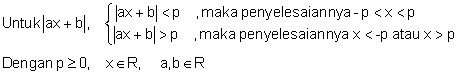 Untuk|ax + b|, { |ax + b| < p , maka penyelesaiannya - p < x < p
|ax + b| > p , maka penyelesaiannya x < -p atau x > p
Dengan p ≥ 0, x ∈ R, a,b ∈ R